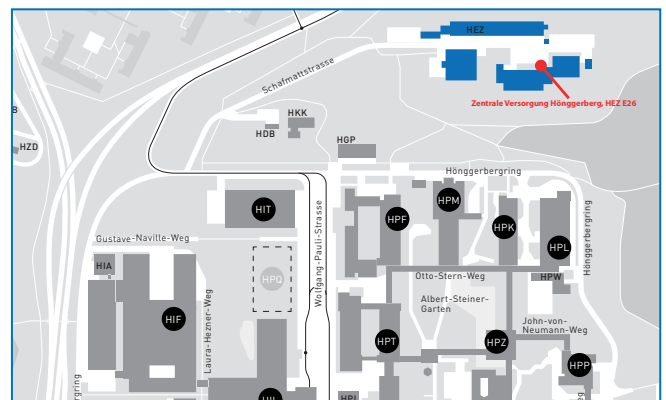 HEZ
Schafmattstrasse
Zentrale Versorgung Hönggerberg, HEZ E26
B
HKK
HDB
HGP
HZD
Hönggerbergring
HPM
HIT
HPF
HPK
Hönggerbergring
Wolfgang-Pauli-Strasse
Gustave-Naville-Weg
HPL
HIA
HPQ
Otto-Stern-Weg
HPW
Laura-Hezner-Weg
Albert-Steiner-
Garten
HIF
John-von-
Neumann-Weg
HPT
HPZ
HPP